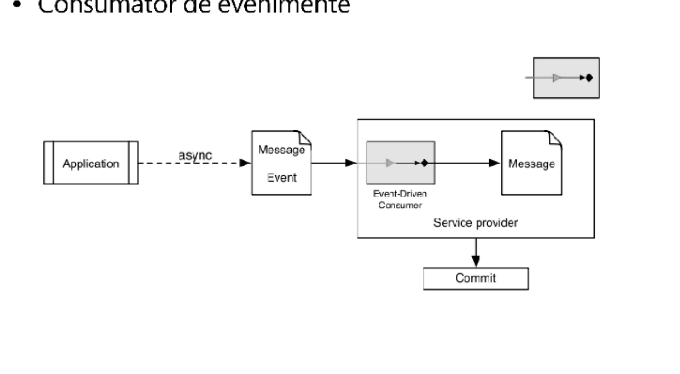 • Consumator de evenimente
Application
async
Message
Event
Event-Driven
Consumer
Message
Service provider
Commit